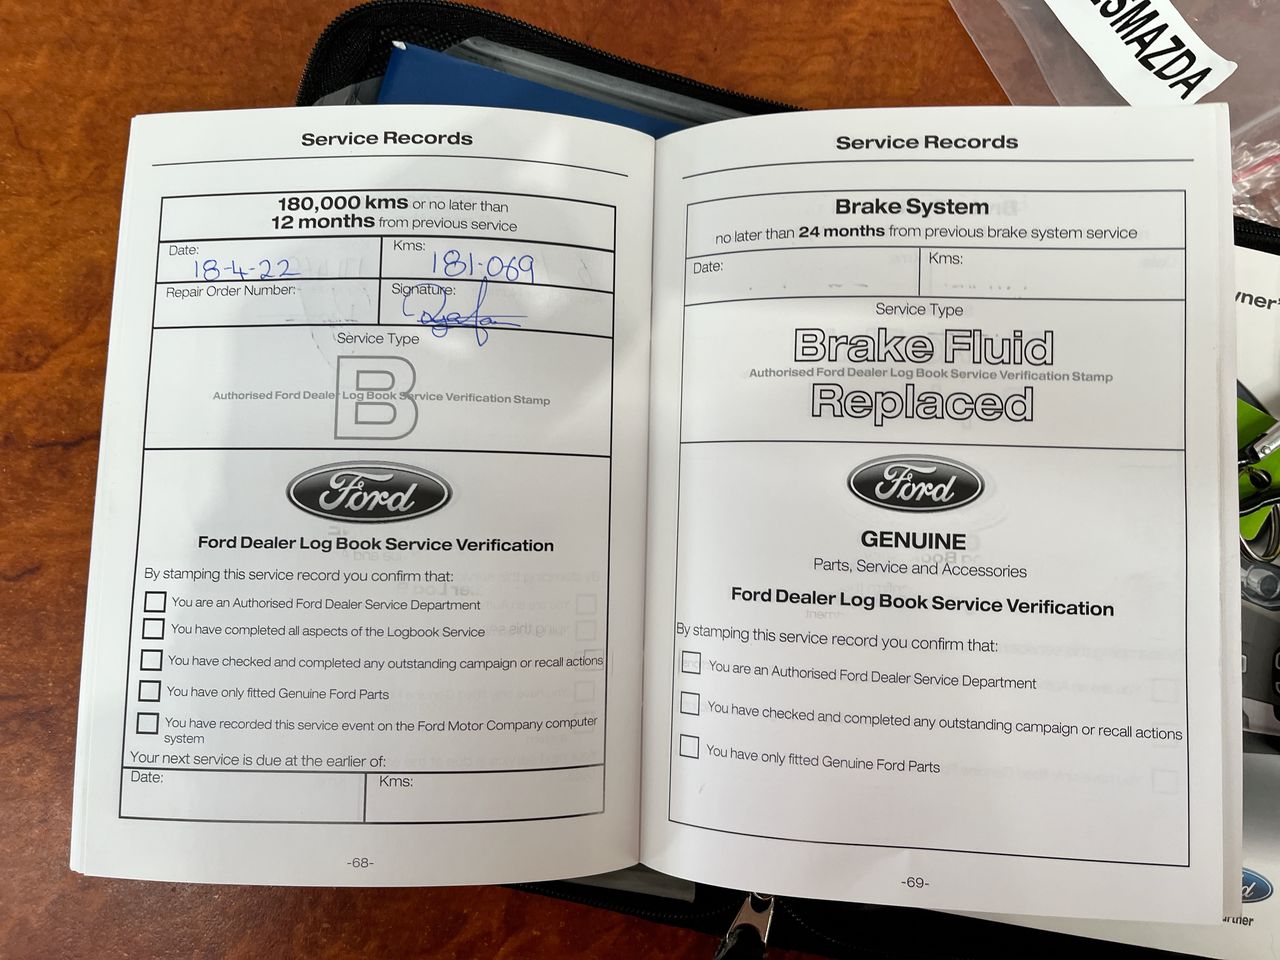 ESMAZDA
Service Records
180,000 kms or no later than
12 months from previous service
Date:
18-4-22
Kms:
181-069
Repair Order Number:
Signature:
Service Type
B
Authorised Ford Dealer Log Book Service Verification Stamp
Ford
Ford Dealer Log Book Service Verification
By stamping this service record you confirm that:
You are an Authorised Ford Dealer Service Department
You have completed all aspects of the Logbook Service
You have checked and completed any outstanding campaign or recall actions
You have only fitted Genuine Ford Parts
You have recorded this service event on the Ford Motor Company computer
system
Your next service is due at the earlier of:
Date:
Kms:
-68-
Service Records
Brake System
no later than 24 months from previous brake system service
Date:
Kms:
Service Type
Brake Fluid
Authorised Ford Dealer Log Book Service Verification Stamp
Replaced
Ford
GENUINE
Parts, Service and Accessories
Ford Dealer Log Book Service Verification
By stamping this service record you confirm that:
You are an Authorised Ford Dealer Service Department
You have checked and completed any outstanding campaign or recall actions
You have only fitted Genuine Ford Parts
-69-